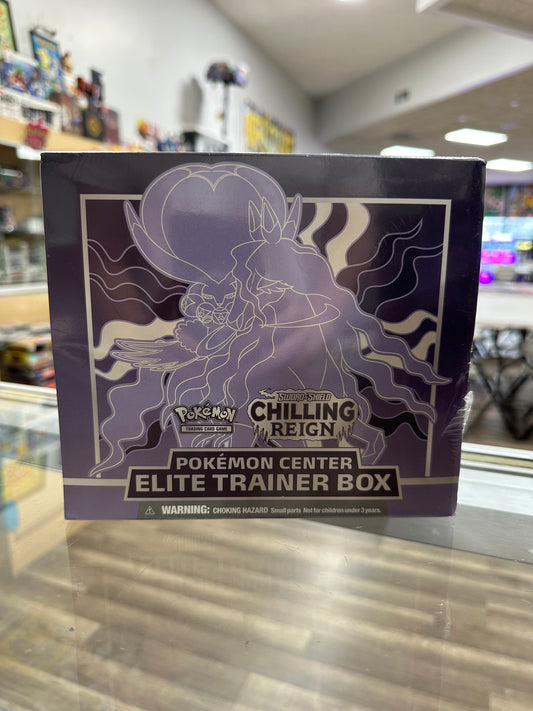 Pokémon
TRADING CARD GAME
SWORD & SHIELD
CHILLING
REIGN
POKÉMON CENTER
ELITE TRAINER BOX
WARNING: CHOKING HAZARD Small parts Not for children under 3 years.